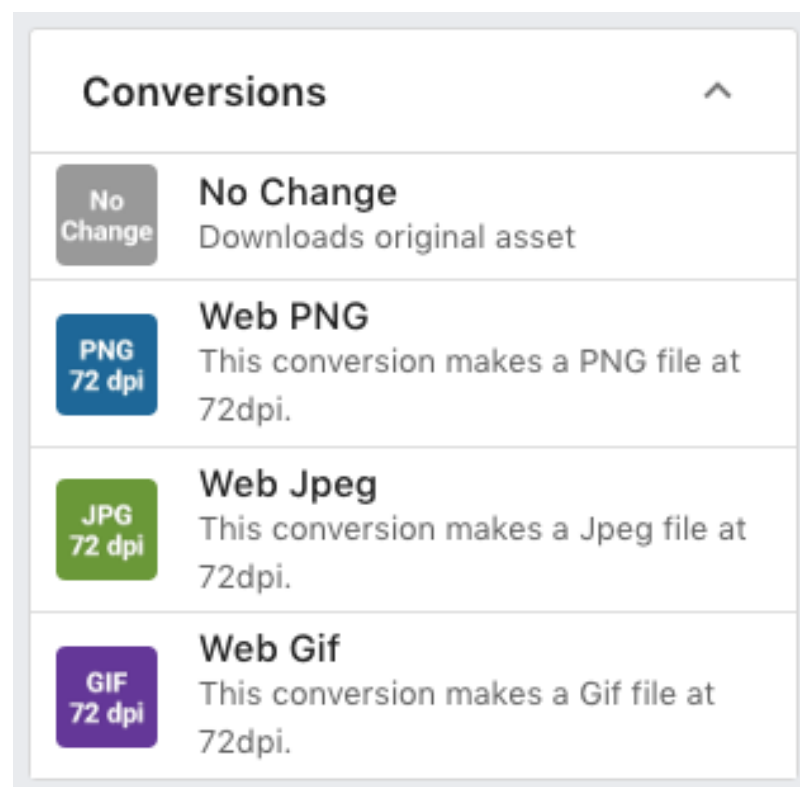 Conversions
No
Change
No Change
Downloads original asset
PNG
72 dpi
Web PNG
This conversion makes a PNG file at
72dpi.
JPG
72 dpi
Web Jpeg
This conversion makes a Jpeg file at
72dpi.
GIF
72 dpi
Web Gif
This conversion makes a Gif file at
72dpi.